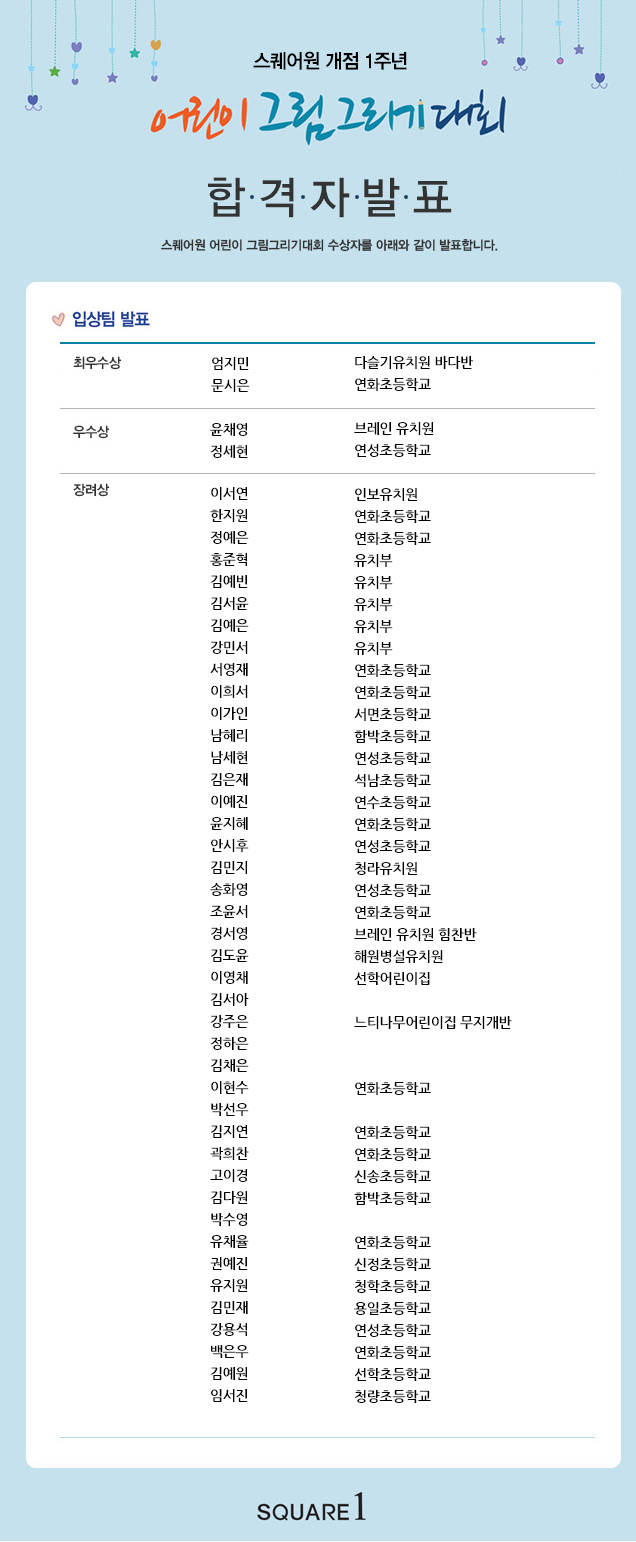 스퀘어원 개점 1주년
어린이 그림 그리기 대회
합·격·자·발·표
스퀘어원 어린이 그림그리기대회 수상자를 아래와 같이 발표합니다.
입상팀 발표
최우수상 엄지민 다슬기유치원 바다반
문시은 연화초등학교
우수상 윤채영 브레인 유치원
정세현 연성초등학교
장려상 이서연 인보유치원
한지원 연화초등학교
정예은 연화초등학교
홍준혁 유치부
김예빈 유치부
김서윤 유치부
김예은 유치부
강민서 유치부
서영재 연화초등학교
이희서 연화초등학교
이가인 서면초등학교
남혜리 함박초등학교
남세현 연성초등학교
김은재 석남초등학교
이예진 연수초등학교
윤지혜 연화초등학교
안시후 연성초등학교
김민지 청라유치원
송화영 연성초등학교
조윤서 연화초등학교
경서영 브레인 유치원 힘찬반
김도윤 해원병설유치원
이영채 선학어린이집
김서아
강주은 느티나무어린이집 무지개반
정하은
김채은
이현수 연화초등학교
박선우
김지연 연화초등학교
곽희찬 연화초등학교
고이경 신송초등학교
김다원 함박초등학교
박수영
유채율 연화초등학교
권예진 신정초등학교
유지원 청학초등학교
김민재 용일초등학교
강용석 연성초등학교
백은우 연화초등학교
김예원 선학초등학교
임서진 청량초등학교
SQUARE1